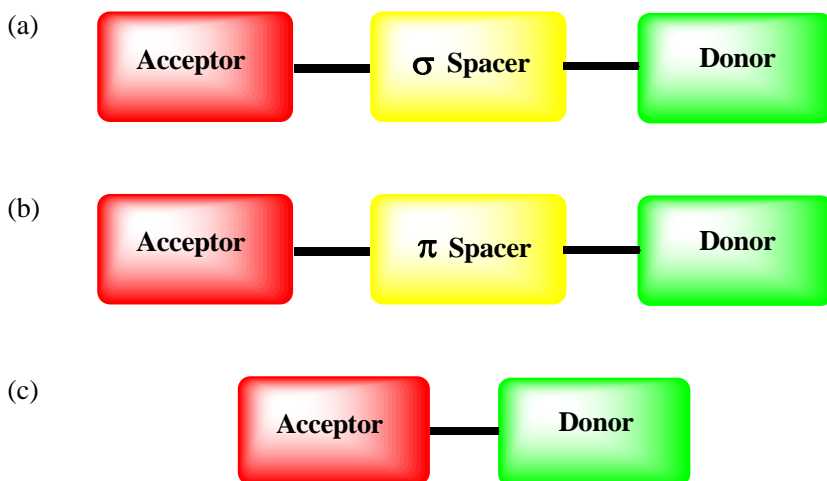 (a)
Acceptor σ Spacer Donor
(b)
Acceptor π Spacer Donor
(c)
Acceptor Donor